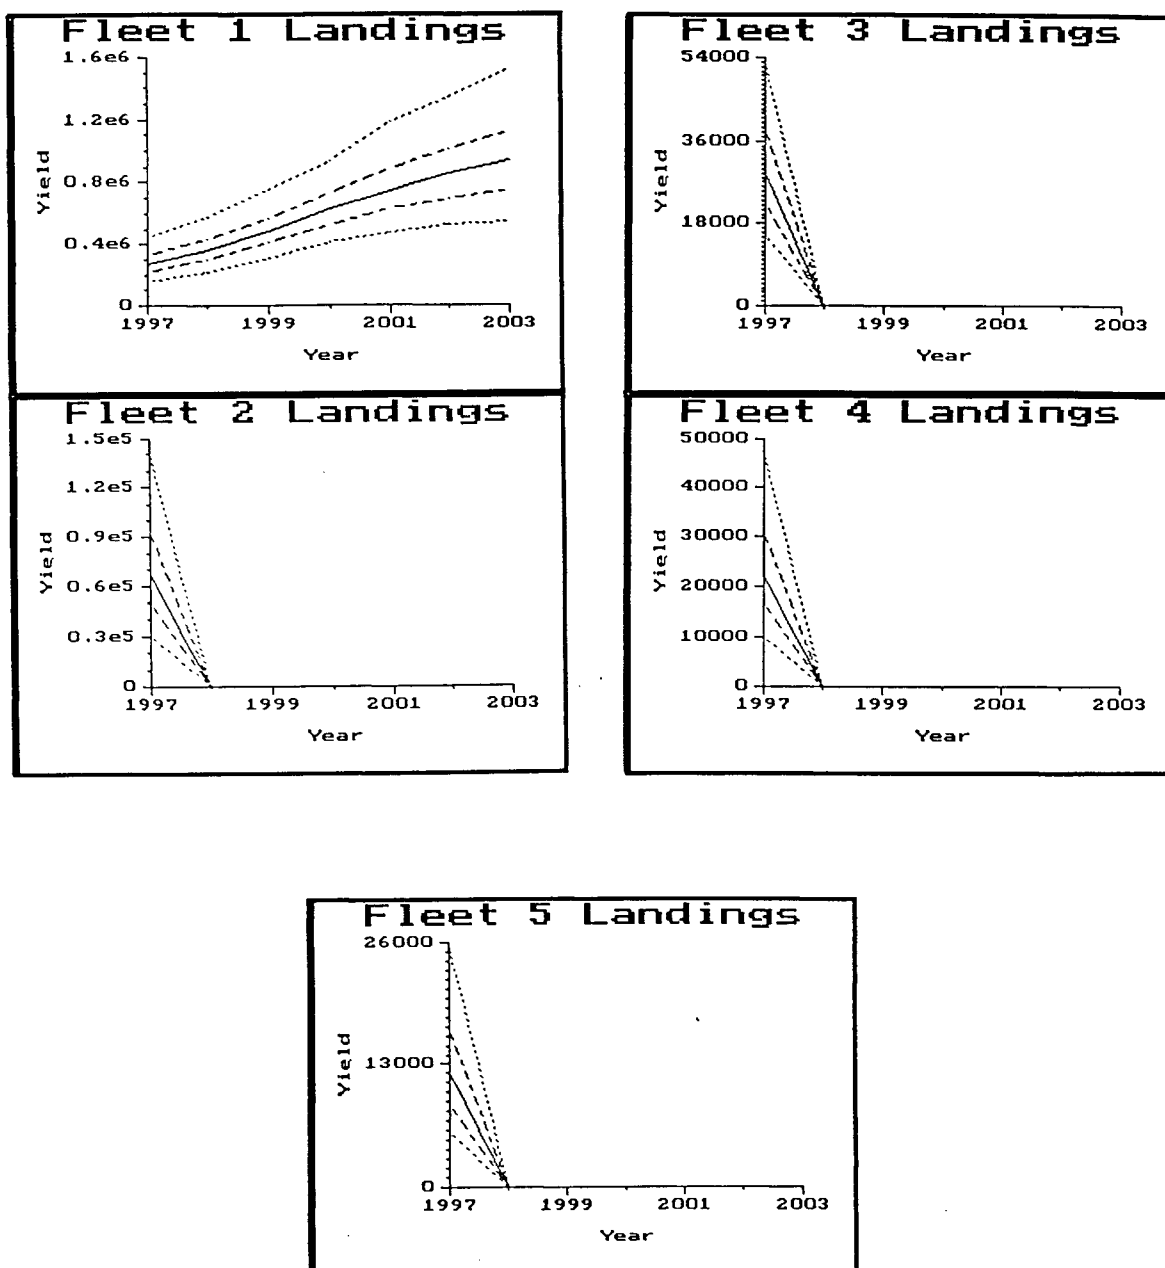 Fleet 1 Landings
1.6e6
1.2e6
0.8e6
0.4e6
0
Yield
1997 1999 2001 2003
Year
Fleet 3 Landings
54000
36000
18000
0
Yield
1997 1999 2001 2003
Year
Fleet 2 Landings
1.5e5
1.2e5
0.9e5
0.6e5
0.3e5
0
Yield
1997 1999 2001 2003
Year
Fleet 4 Landings
50000
40000
30000
20000
10000
0
Yield
1997 1999 2001 2003
Year
Fleet 5 Landings
26000
13000
0
Yield
1997 1999 2001 2003
Year